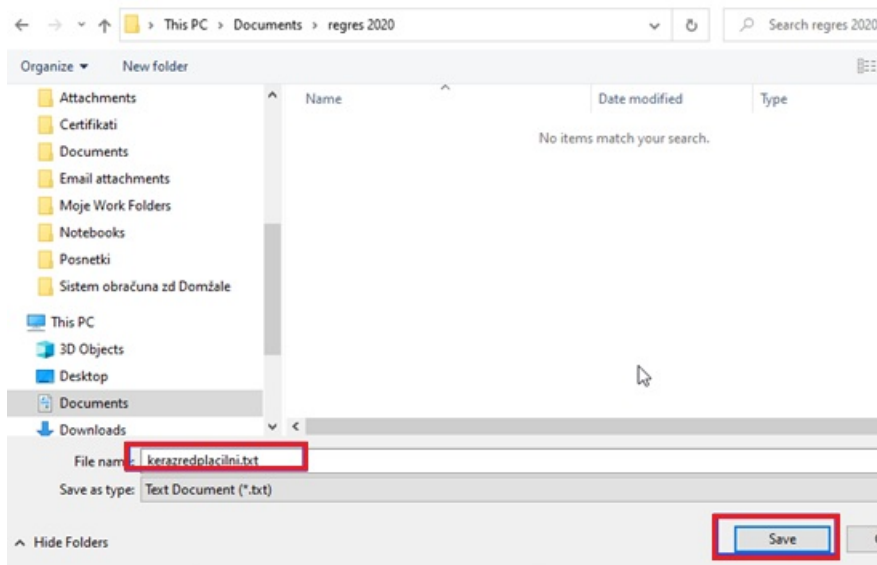 This PC > Documents > regres 2020
Search regres 2020
Organize
New folder
Name
Date modified
Type
No items match your search.
Attachments
Certifikati
Documents
Email attachments
Moje Work Folders
Notebooks
Posnetki
Sistem obračuna zd Domžale
This PC
3D Objects
Desktop
Documents
Downloads
File name: kerazredplacilni.txt
Save as type: Text Document (*.txt)
Hide Folders
Save